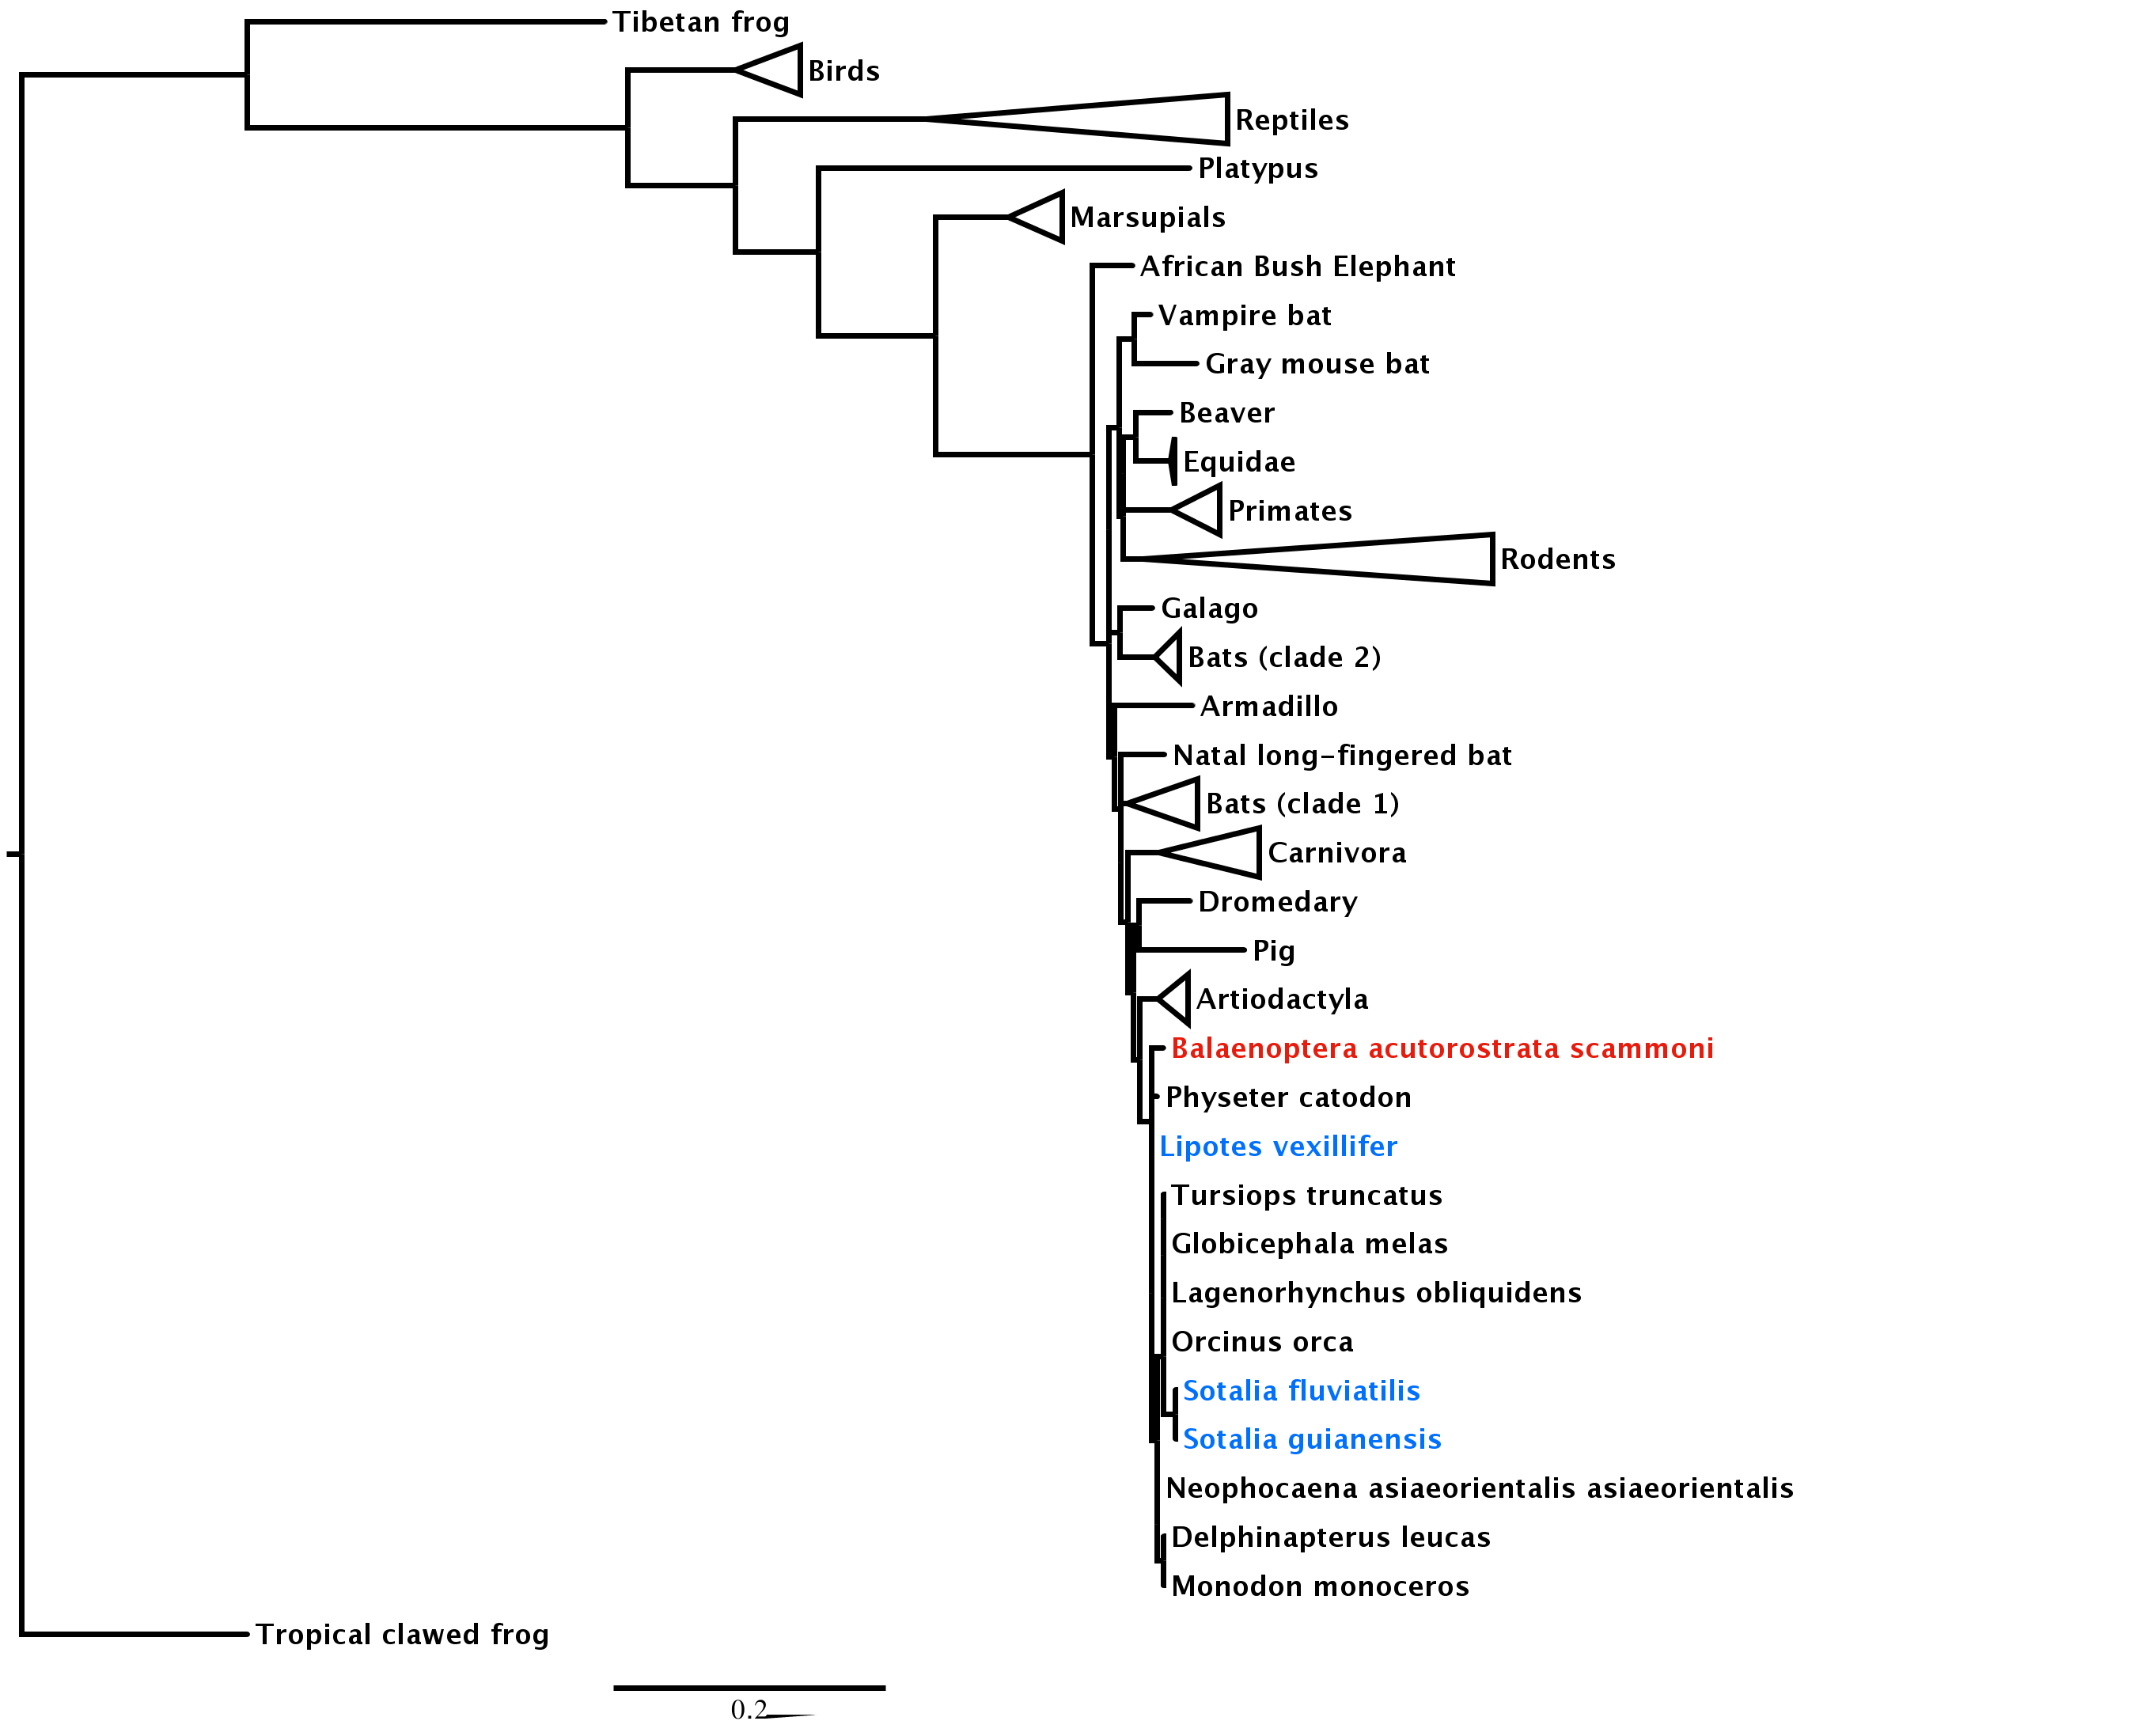 Tibetan frog
Birds
Reptiles
Platypus
Marsupials
African Bush Elephant
Vampire bat
Gray mouse bat
Beaver
Equidae
Primates
Rodents
Galago
Bats (clade 2)
Armadillo
Natal long-fingered bat
Bats (clade 1)
Carnivora
Dromedary
Pig
Artiodactyla
Balaenoptera acutorostrata scammoni
Physeter catodon
Lipotes vexillifer
Tursiops truncatus
Globicephala melas
Lagenorhynchus obliquidens
Orcinus orca
Sotalia fluviatilis
Sotalia guianensis
Neophocaena asiaeorientalis asiaeorientalis
Delphinapterus leucas
Monodon monoceros
Tropical clawed frog
0.2